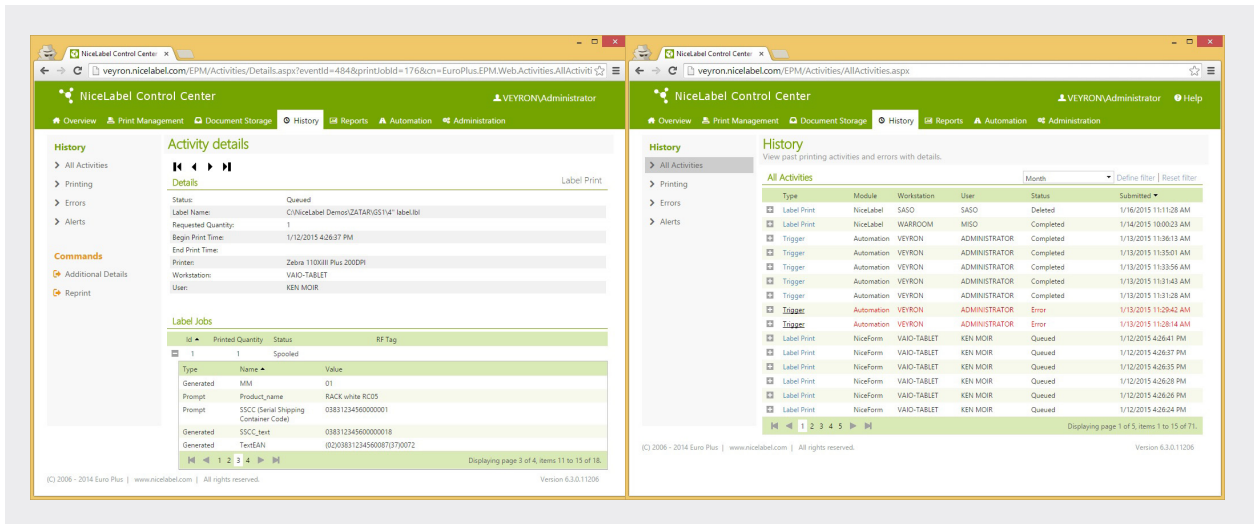 NiceLabel Control Center
veyron.nicelabel.com/EPM/Activities/Details.aspx?eventId=484&printJobId=176&cn=EuroPlus.EPM.Web.Activities.AllActiviti
NiceLabel Control Center
VEYRON\Administrator
Overview Print Management Document Storage History Reports Automation Administration
History
All Activities
Printing
Errors
Alerts
Commands
Additional Details
Reprint
Activity details
Details Label Print
Status: Queued
Label Name: C:\NiceLabel Demos\ZATAR\GS1\4" label.lbl
Requested Quantity: 1
Begin Print Time: 1/12/2015 4:26:37 PM
End Print Time:
Printer: Zebra 110XIII Plus 200DPI
Workstation: VAIO-TABLET
User: KEN MOIR
Label Jobs
Id Printed Quantity Status RF Tag
1 1 Spooled
Type Name Value
Generated MM 01
Prompt Product_name RACK white RC05
Prompt SSCC (Serial Shipping Container Code) 03831234560000001
Generated SSCC_text 038312345600000018
Generated TextEAN (02)03831234560087(37)0072
1 2 3 4 Displaying page 3 of 4, items 11 to 15 of 18.
(C) 2006 - 2014 Euro Plus | www.nicelabel.com | All rights reserved. Version 6.3.0.11206
NiceLabel Control Center
veyron.nicelabel.com/EPM/Activities/AllActivities.aspx
NiceLabel Control Center
VEYRON\Administrator Help
Overview Print Management Document Storage History Reports Automation Administration
History
All Activities
Printing
Errors
Alerts
History
View past printing activities and errors with details.
All Activities Month Define filter | Reset filter
Type Module Workstation User Status Submitted
Label Print NiceLabel SASO SASO Deleted 1/16/2015 11:11:28 AM
Label Print NiceLabel WARROOM MISO Completed 1/14/2015 10:00:23 AM
Trigger Automation VEYRON ADMINISTRATOR Completed 1/13/2015 11:36:13 AM
Trigger Automation VEYRON ADMINISTRATOR Completed 1/13/2015 11:35:01 AM
Trigger Automation VEYRON ADMINISTRATOR Completed 1/13/2015 11:33:56 AM
Trigger Automation VEYRON ADMINISTRATOR Completed 1/13/2015 11:31:43 AM
Trigger Automation VEYRON ADMINISTRATOR Completed 1/13/2015 11:31:28 AM
Trigger Automation VEYRON ADMINISTRATOR Error 1/13/2015 11:29:42 AM
Trigger Automation VEYRON ADMINISTRATOR Error 1/13/2015 11:28:14 AM
Label Print NiceForm VAIO-TABLET KEN MOIR Queued 1/12/2015 4:26:41 PM
Label Print NiceForm VAIO-TABLET KEN MOIR Queued 1/12/2015 4:26:37 PM
Label Print NiceForm VAIO-TABLET KEN MOIR Queued 1/12/2015 4:26:35 PM
Label Print NiceForm VAIO-TABLET KEN MOIR Queued 1/12/2015 4:26:28 PM
Label Print NiceForm VAIO-TABLET KEN MOIR Queued 1/12/2015 4:26:26 PM
Label Print NiceForm VAIO-TABLET KEN MOIR Queued 1/12/2015 4:26:24 PM
1 2 3 4 5 Displaying page 1 of 5, items 1 to 15 of 71.
(C) 2006 - 2014 Euro Plus | www.nicelabel.com | All rights reserved. Version 6.3.0.11206